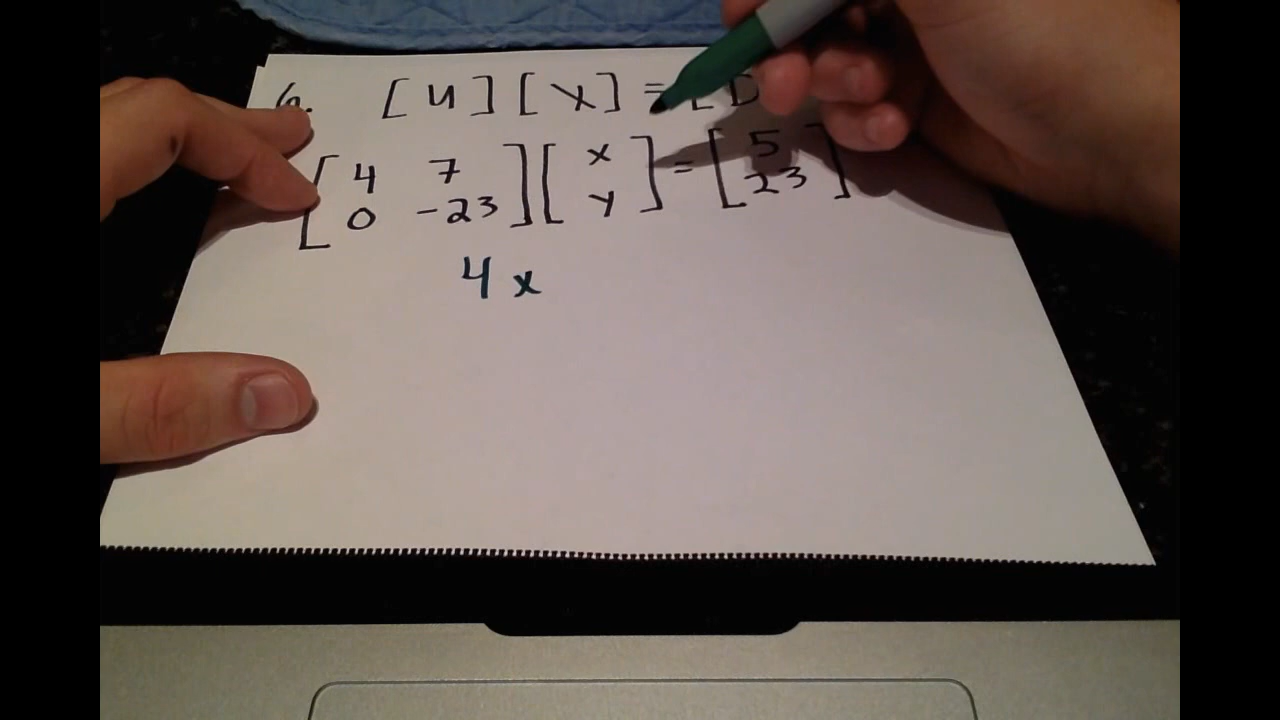 6. [U] [X] = [D
[4 7 [x = [5
0 -23] y] 23]
4x